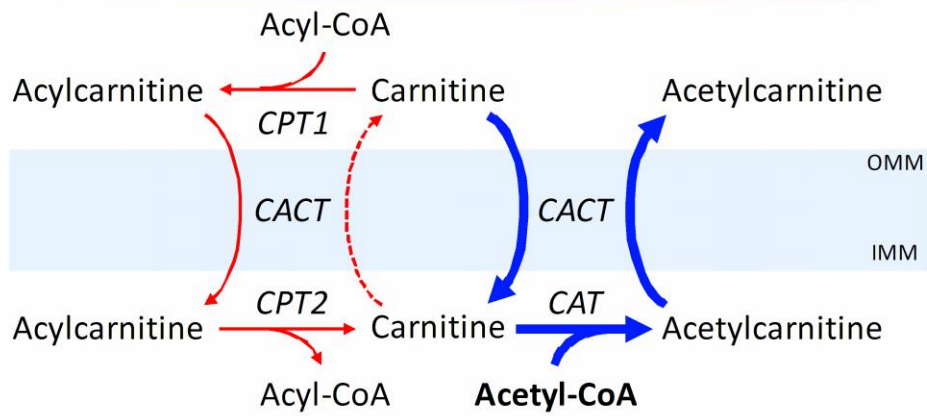 Acyl-CoA
Acylcarnitine Carnitine Acetylcarnitine
CPT1
OMM
CACT CACT
IMM
CPT2 CAT
Acylcarnitine Carnitine Acetylcarnitine
Acyl-CoA Acetyl-CoA